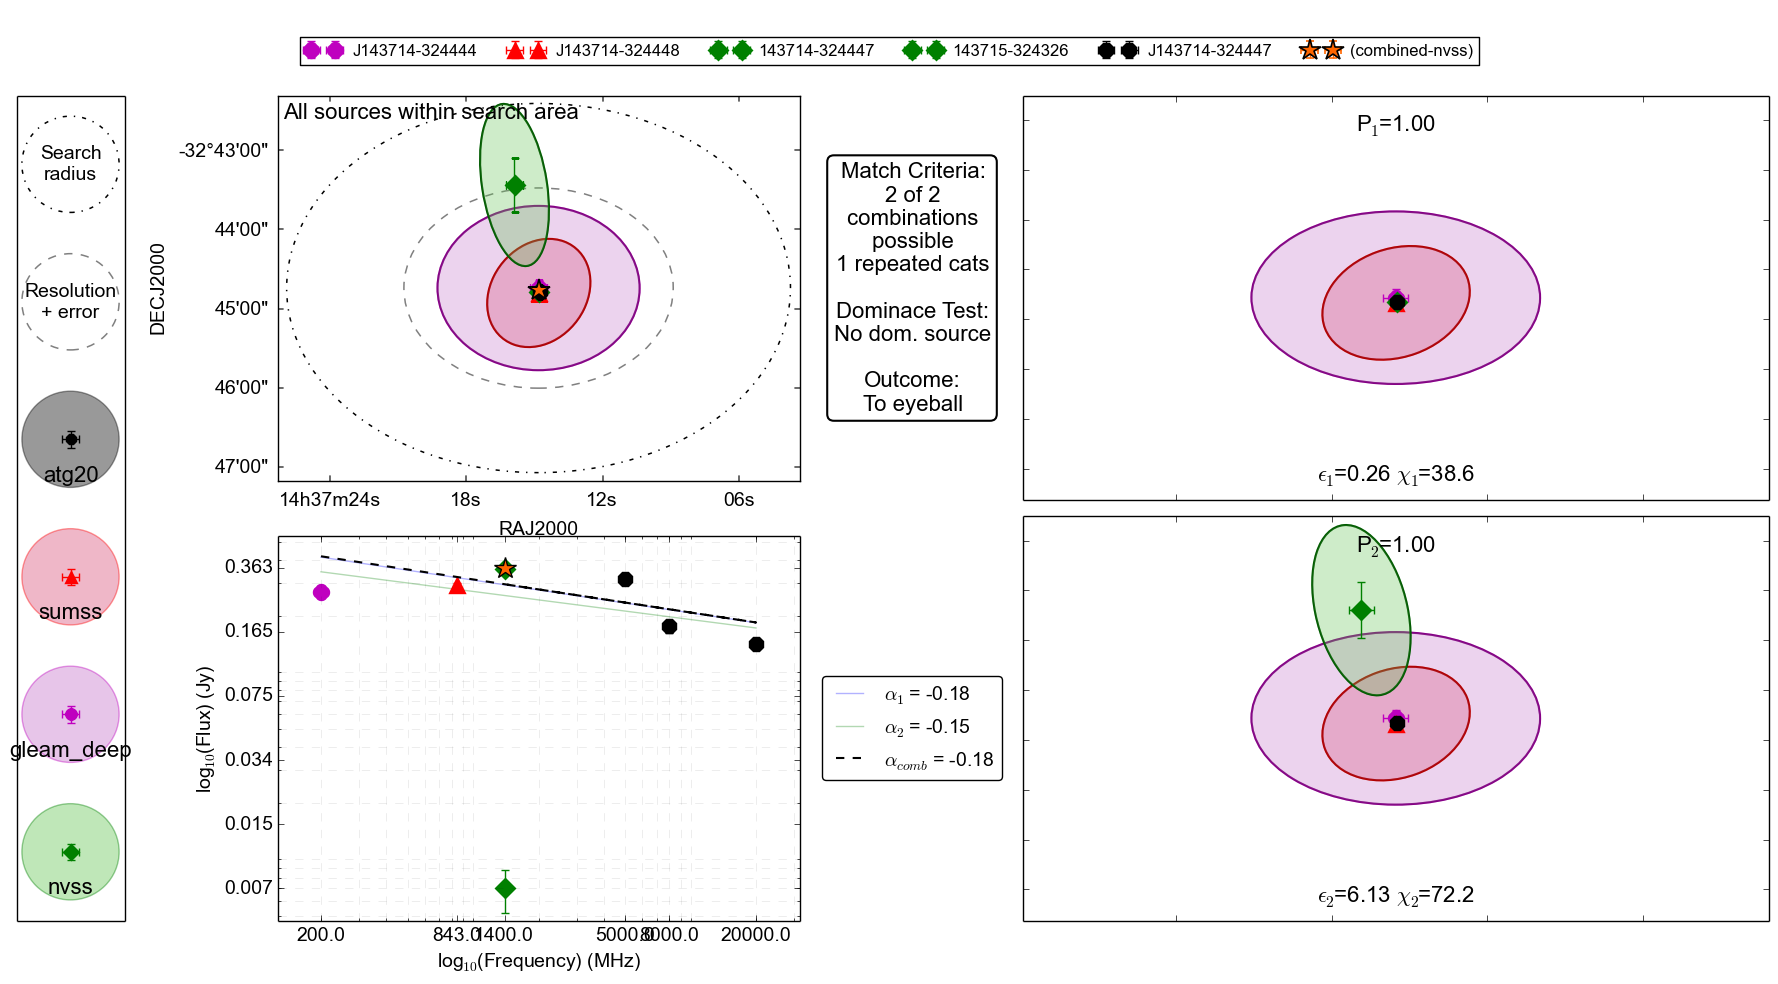 J143714-324444 J143714-324448 143714-324447 143715-324326 J143714-324447 (combined-nvss)
Search
radius
Resolution
+ error
atg20
sumss
gleam_deep
nvss
All sources within search area
DECJ2000
-32°43'00"
44'00"
45'00"
46'00"
47'00"
14h37m24s 18s 12s 06s
RAJ2000
Match Criteria:
2 of 2
combinations
possible
1 repeated cats
Dominace Test:
No dom. source
Outcome:
To eyeball
P1=1.00
ϵ1=0.26 χ1=38.6
log10(Flux) (Jy)
0.363
0.165
0.075
0.034
0.015
0.007
200.0 843.0 1400.0 5000.0 8000.0 20000.0
log10(Frequency) (MHz)
α1 = -0.18
α2 = -0.15
αcomb = -0.18
P2=1.00
ϵ2=6.13 χ2=72.2